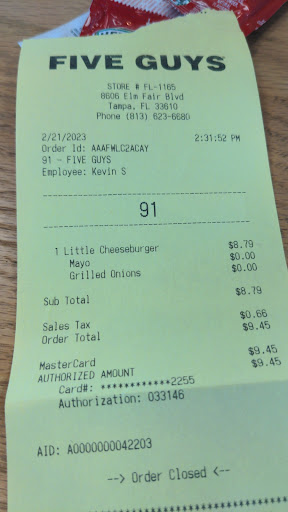 FIVE GUYS
STORE # FL-1165
8606 Elm Fair Blvd
Tampa, FL 33610
Phone (813) 623-6680
2/21/2023 2:31:52 PM
Order Id: AAAFWLC2ACAY
91 - FIVE GUYS
Employee: Kevin S
91
1 Little Cheeseburger $8.79
Mayo $0.00
Grilled Onions $0.00
Sub Total $8.79
Sales Tax $0.66
Order Total $9.45
MasterCard $9.45
AUTHORIZED AMOUNT $9.45
Card#: ************2255
Authorization: 033146
AID: A0000000042203
--> Order Closed <--